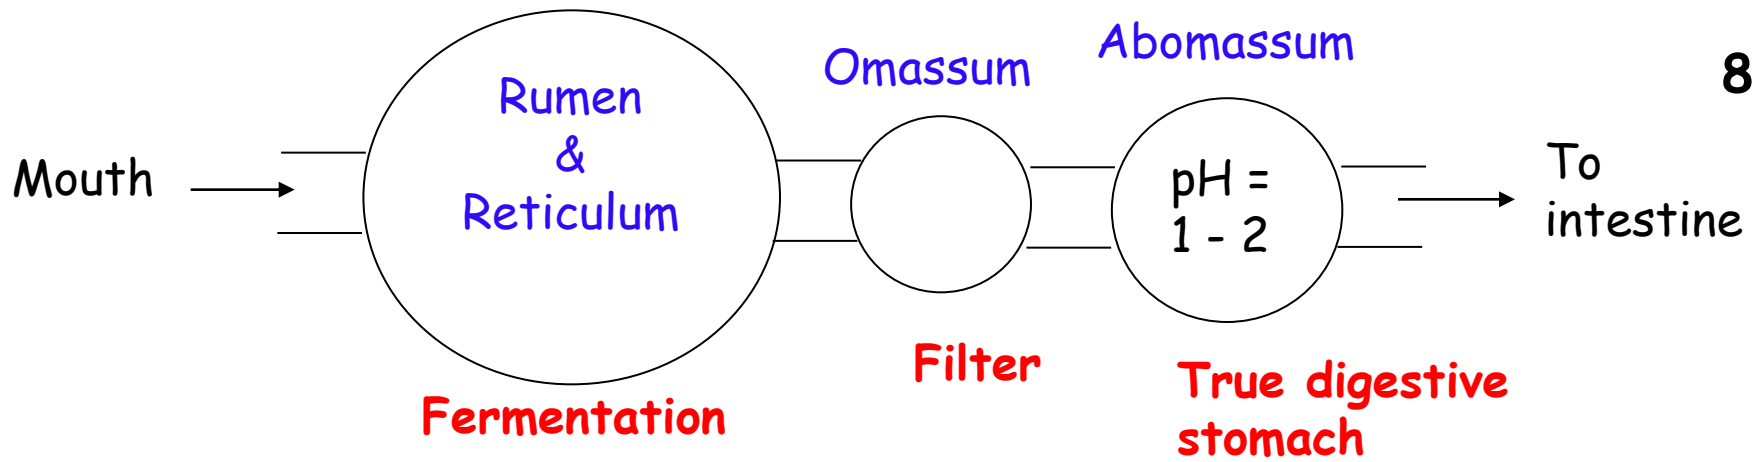 Mouth
Rumen
&
Reticulum
Fermentation
Omassum
Filter
Abomassum
pH =
1 - 2
True digestive
stomach
To
intestine
8